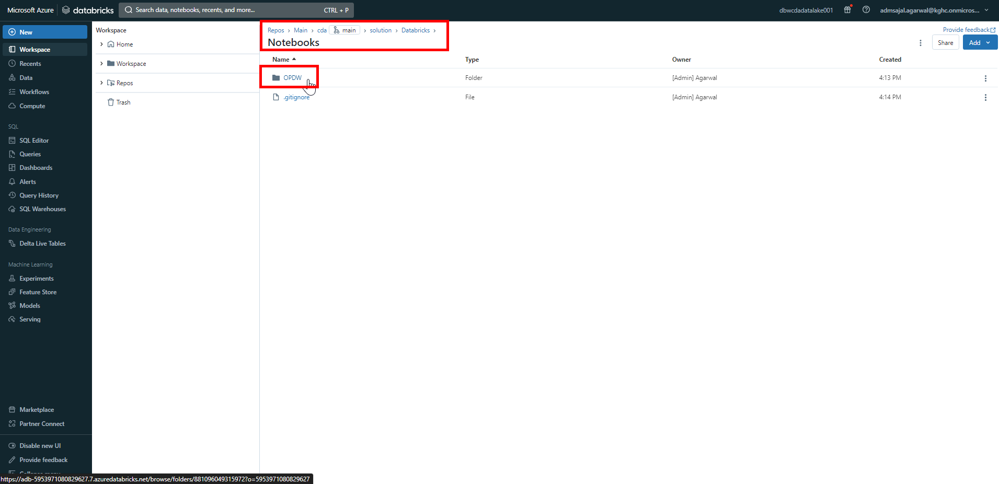 Microsoft Azure databricks Search data, notebooks, recents, and more... CTRL + P dbwcdadatalake001 admsajal.agarwal@kghc.onmicros...
New
Workspace
Recents
Data
Workflows
Compute
SQL
SQL Editor
Queries
Dashboards
Alerts
Query History
SQL Warehouses
Data Engineering
Delta Live Tables
Machine Learning
Experiments
Feature Store
Models
Serving
Marketplace
Partner Connect
Disable new UI
Provide feedback
Collapse menu
Workspace
Home
Workspace
Repos
Trash
Repos > Main > cda main > solution > Databricks >
Provide feedback
Notebooks
Share Add
Name Type Owner Created
OPDW Folder [Admin] Agarwal 4:13 PM
.gitignore File [Admin] Agarwal 4:14 PM
https://adb-5953971080829627.7.azuredatabricks.net/browse/folders/881096049315972?o=5953971080829627